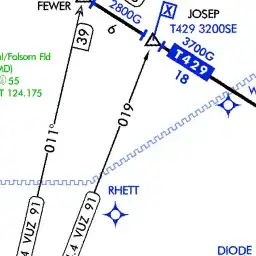 FEWER
2800G
6
X
JOSEP
T429 3200SE
3700G
T429
18
l/Folsom Fld
MD)
55
T 124.175
39
011°
019
W
RHETT
.4 VUZ 91
.4 VUZ 91
DIODE